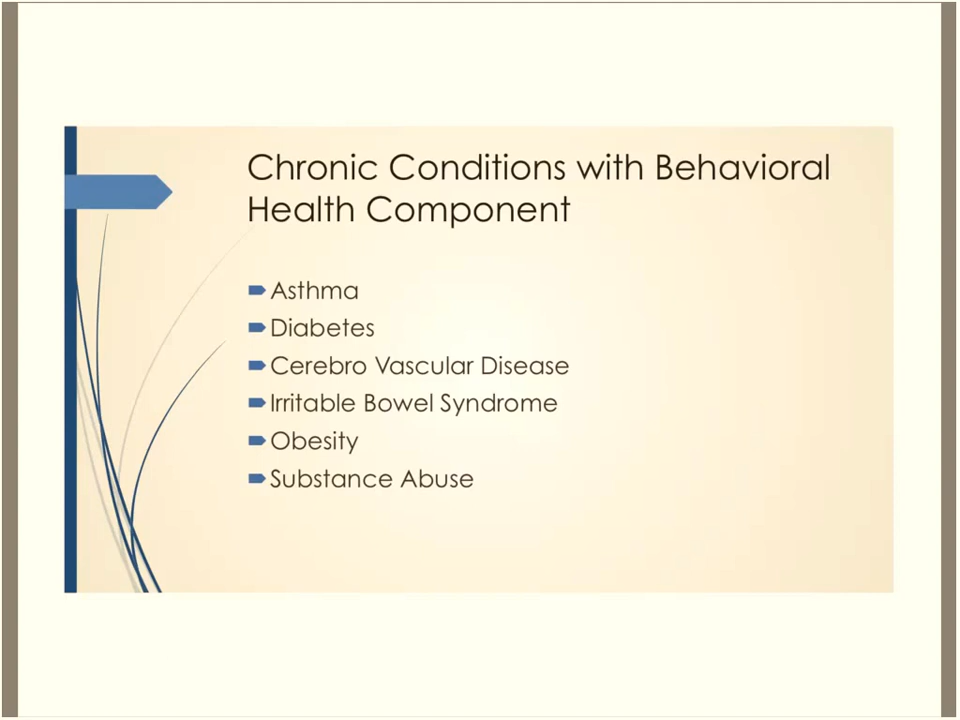 Chronic Conditions with Behavioral
Health Component
Asthma
Diabetes
Cerebro Vascular Disease
Irritable Bowel Syndrome
Obesity
Substance Abuse